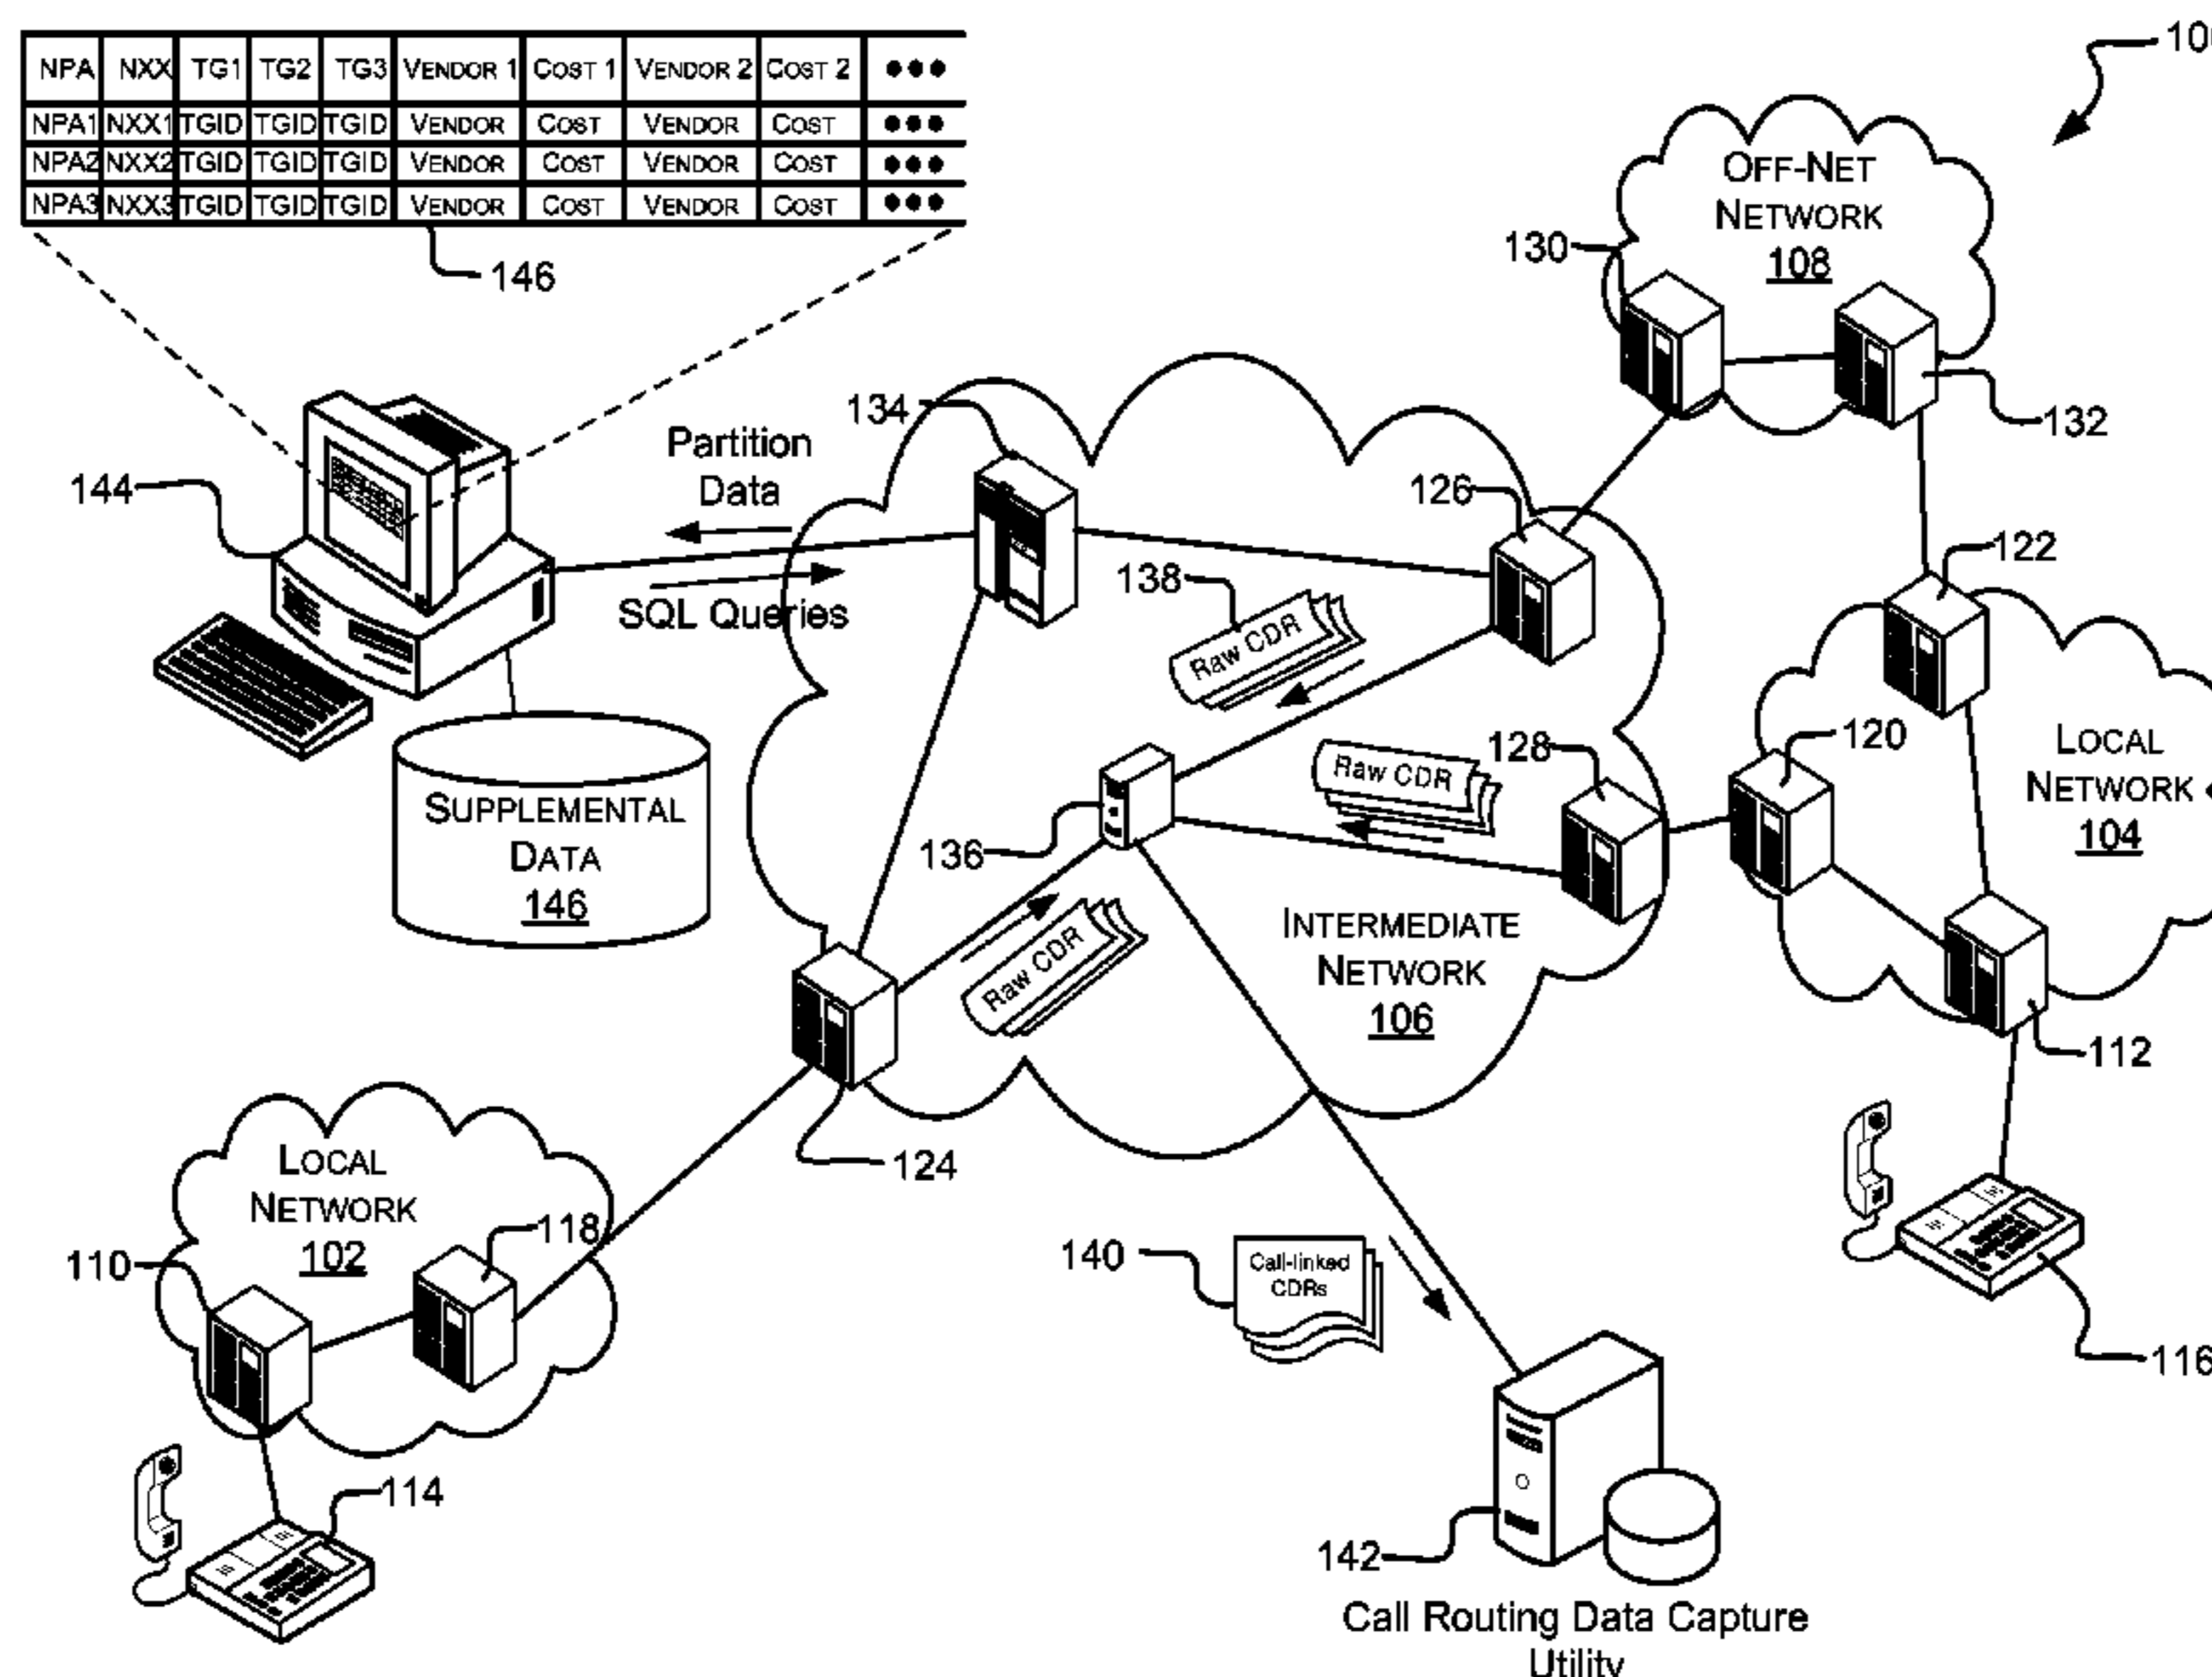 NPA NXX TG1 TG2 TG3 VENDOR 1 COST 1 VENDOR 2 COST 2 •••
NPA1 NXX1 TGID TGID TGID VENDOR COST VENDOR COST •••
NPA2 NXX2 TGID TGID TGID VENDOR COST VENDOR COST •••
NPA3 NXX3 TGID TGID TGID VENDOR COST VENDOR COST •••
146
OFF-NET
NETWORK
108
130
132
134
Partition
Data
144
SQL Queries
126
138
Raw CDR
122
120
LOCAL
NETWORK
104
128
Raw CDR
136
SUPPLEMENTAL
DATA
146
Raw CDR
INTERMEDIATE
NETWORK
106
112
124
LOCAL
NETWORK
102
118
110
140
Call-linked
CDRs
116
114
142
Call Routing Data Capture
Utility